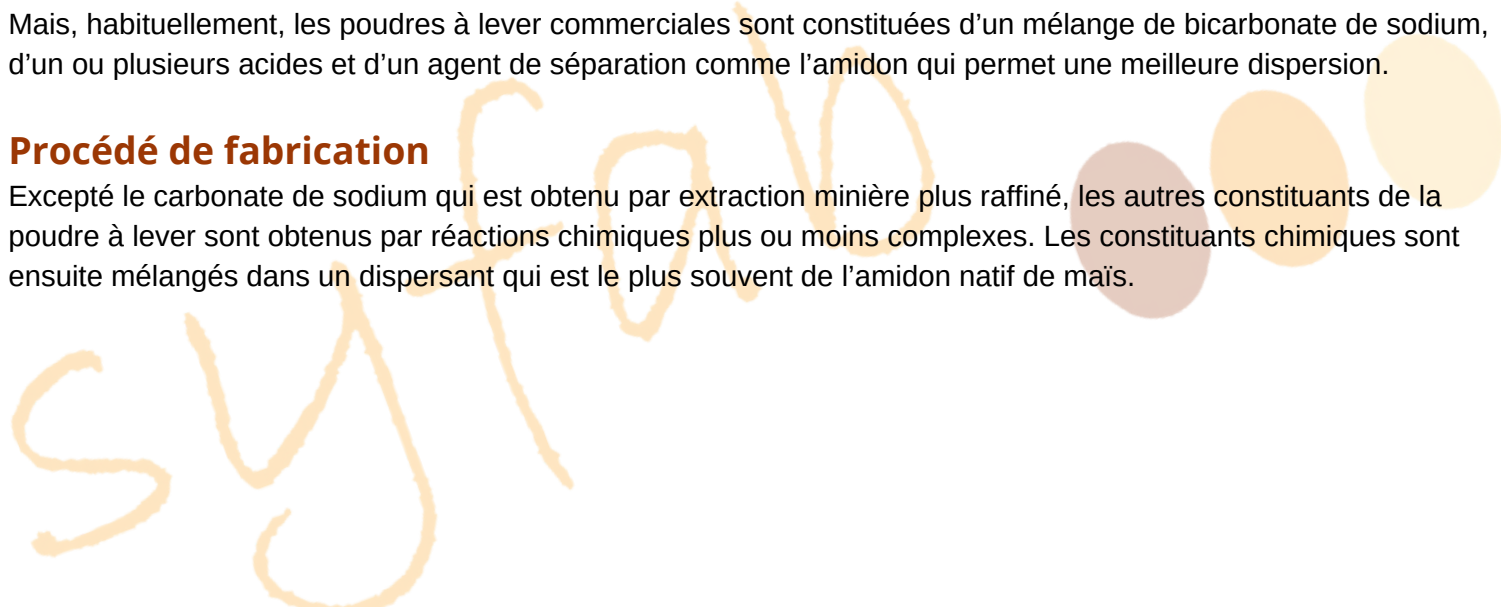 Mais, habituellement, les poudres à lever commerciales sont constituées d’un mélange de bicarbonate de sodium,
d’un ou plusieurs acides et d’un agent de séparation comme l’amidon qui permet une meilleure dispersion.
Procédé de fabrication
Excepté le carbonate de sodium qui est obtenu par extraction minière plus raffiné, les autres constituants de la
poudre à lever sont obtenus par réactions chimiques plus ou moins complexes. Les constituants chimiques sont
ensuite mélangés dans un dispersant qui est le plus souvent de l’amidon natif de maïs.
syfab